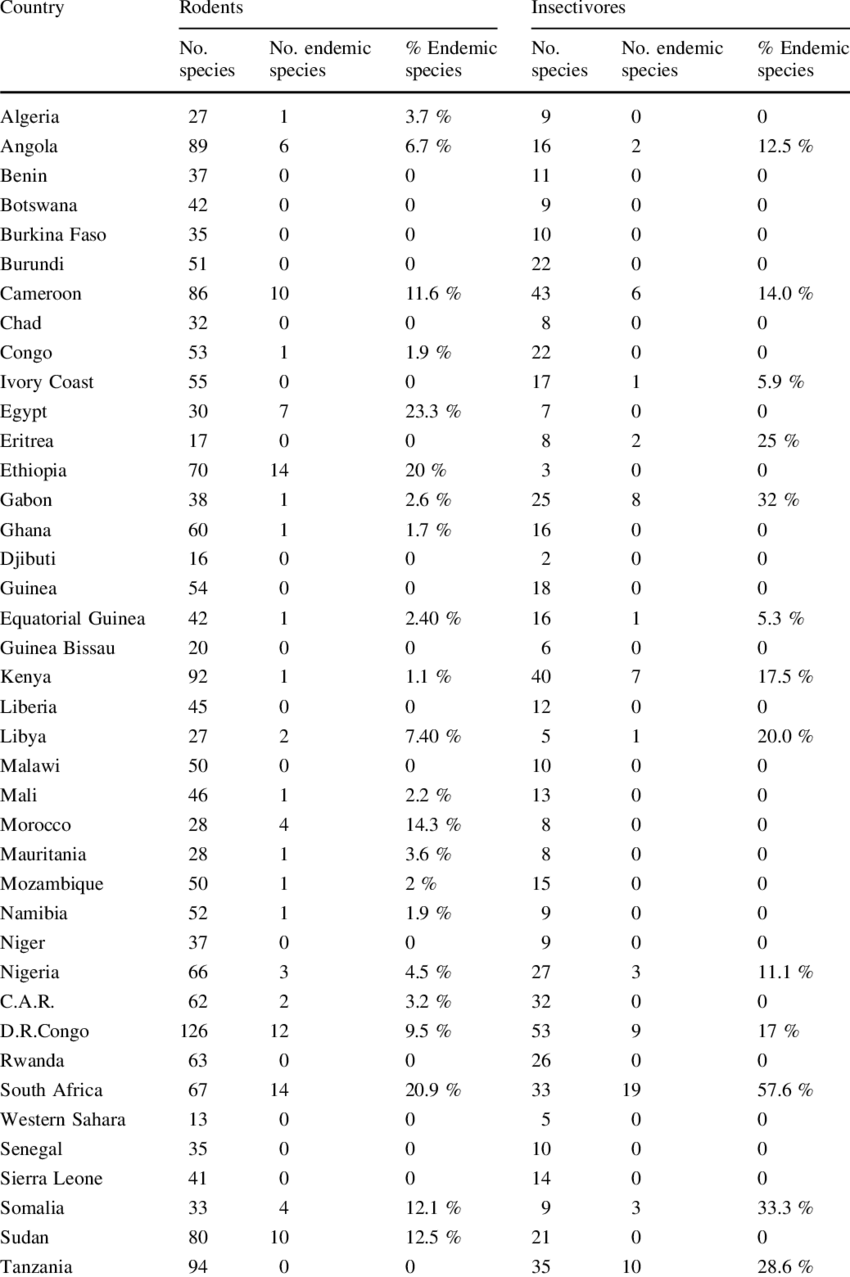 Country Rodents Insectivores
No. species No. endemic species % Endemic species No. species No. endemic species % Endemic species
Algeria 27 1 3.7 % 9 0 0
Angola 89 6 6.7 % 16 2 12.5 %
Benin 37 0 0 11 0 0
Botswana 42 0 0 9 0 0
Burkina Faso 35 0 0 10 0 0
Burundi 51 0 0 22 0 0
Cameroon 86 10 11.6 % 43 6 14.0 %
Chad 32 0 0 8 0 0
Congo 53 1 1.9 % 22 0 0
Ivory Coast 55 0 0 17 1 5.9 %
Egypt 30 7 23.3 % 7 0 0
Eritrea 17 0 0 8 2 25 %
Ethiopia 70 14 20 % 3 0 0
Gabon 38 1 2.6 % 25 8 32 %
Ghana 60 1 1.7 % 16 0 0
Djibuti 16 0 0 2 0 0
Guinea 54 0 0 18 0 0
Equatorial Guinea 42 1 2.40 % 16 1 5.3 %
Guinea Bissau 20 0 0 6 0 0
Kenya 92 1 1.1 % 40 7 17.5 %
Liberia 45 0 0 12 0 0
Libya 27 2 7.40 % 5 1 20.0 %
Malawi 50 0 0 10 0 0
Mali 46 1 2.2 % 13 0 0
Morocco 28 4 14.3 % 8 0 0
Mauritania 28 1 3.6 % 8 0 0
Mozambique 50 1 2 % 15 0 0
Namibia 52 1 1.9 % 9 0 0
Niger 37 0 0 9 0 0
Nigeria 66 3 4.5 % 27 3 11.1 %
C.A.R. 62 2 3.2 % 32 0 0
D.R.Congo 126 12 9.5 % 53 9 17 %
Rwanda 63 0 0 26 0 0
South Africa 67 14 20.9 % 33 19 57.6 %
Western Sahara 13 0 0 5 0 0
Senegal 35 0 0 10 0 0
Sierra Leone 41 0 0 14 0 0
Somalia 33 4 12.1 % 9 3 33.3 %
Sudan 80 10 12.5 % 21 0 0
Tanzania 94 0 0 35 10 28.6 %